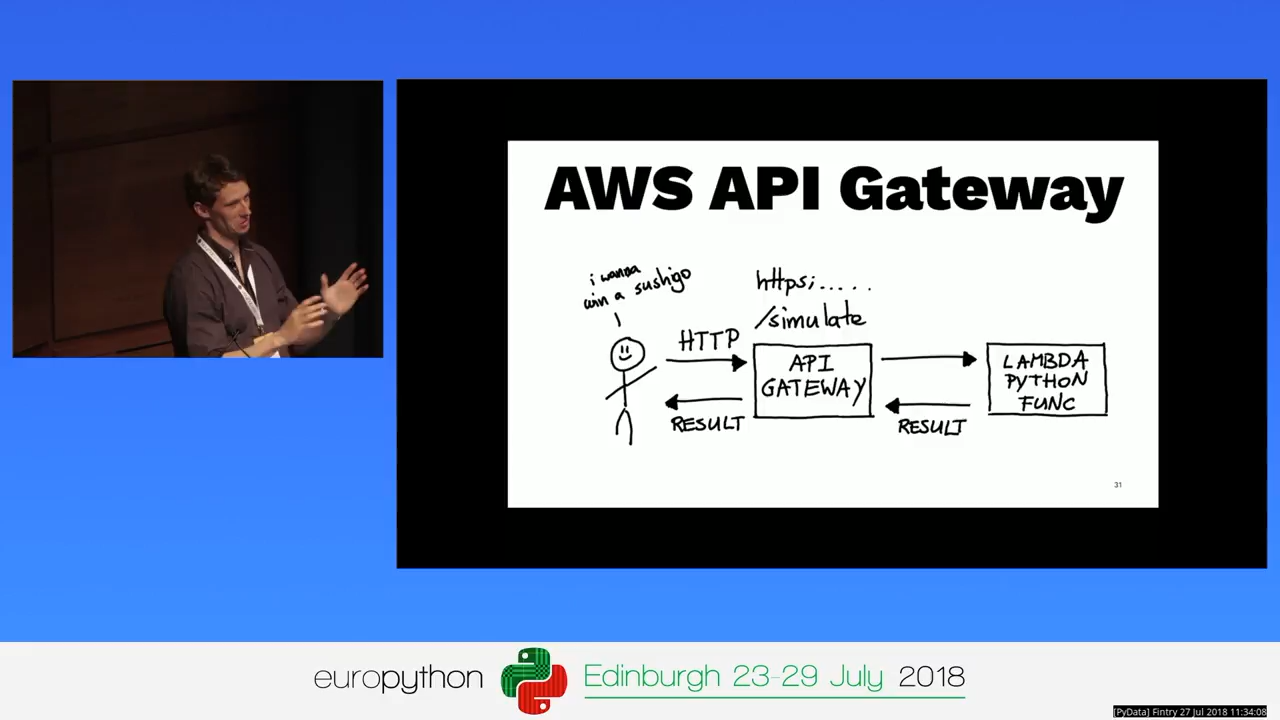 AWS API Gateway
i wanna
win a sushigo
https:.....
/simulate
HTTP
API
GATEWAY
LAMBDA
PYTHON
FUNC
RESULT
RESULT
31
europython
Edinburgh 23-29 July 2018
[PyData] Fintry 27 Jul 2018 11:34:08